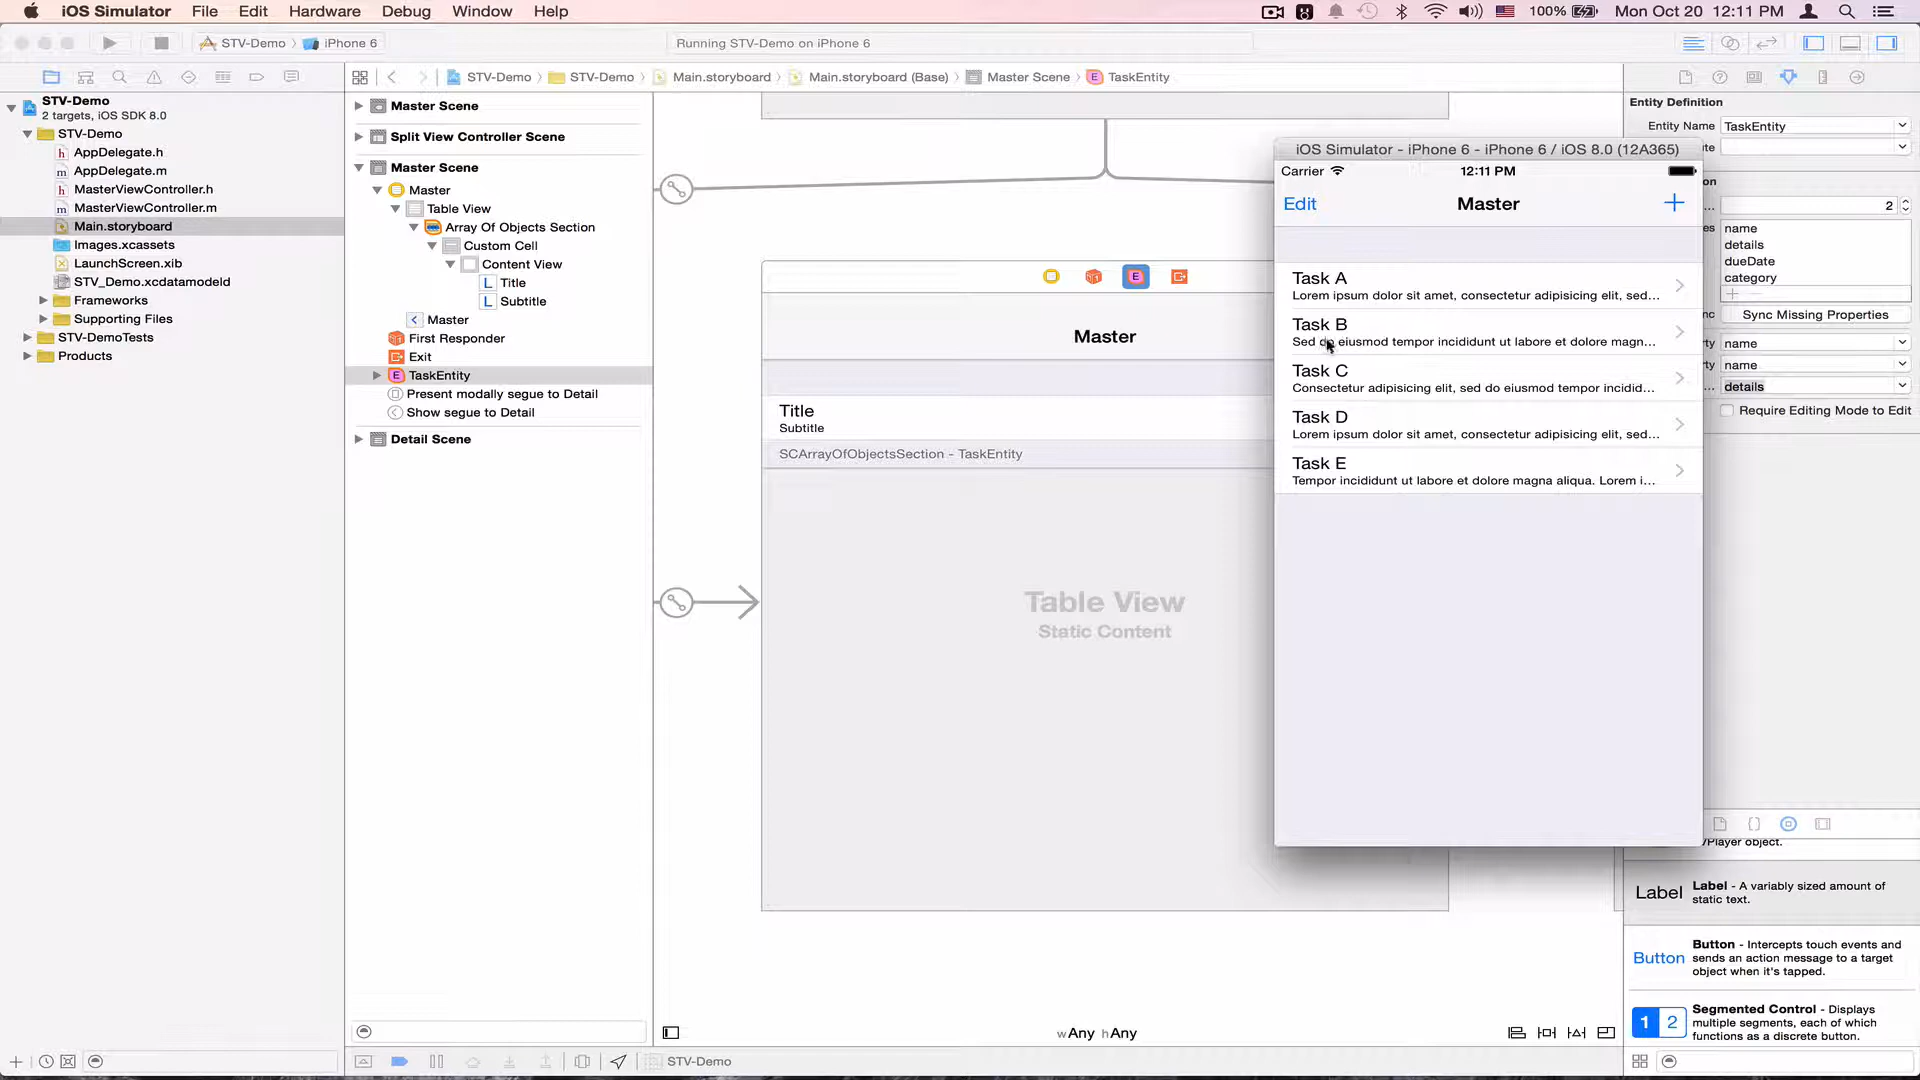 iOS Simulator File Edit Hardware Debug Window Help
100% Mon Oct 20 12:11 PM
STV-Demo iPhone 6
Running STV-Demo on iPhone 6
STV-Demo STV-Demo Main.storyboard Main.storyboard (Base) Master Scene TaskEntity
STV-Demo
2 targets, iOS SDK 8.0
STV-Demo
h AppDelegate.h
m AppDelegate.m
h MasterViewController.h
m MasterViewController.m
Main.storyboard
Images.xcassets
LaunchScreen.xib
STV_Demo.xcdatamodeld
Frameworks
Supporting Files
STV-DemoTests
Products
Master Scene
Split View Controller Scene
Master Scene
Master
Table View
Array Of Objects Section
Custom Cell
Content View
L Title
L Subtitle
Master
First Responder
Exit
E TaskEntity
Present modally segue to Detail
Show segue to Detail
Detail Scene
E
Master
Title
Subtitle
SCArrayOfObjectsSection - TaskEntity
Table View
Static Content
wAny hAny
STV-Demo
iOS Simulator - iPhone 6 - iPhone 6 / iOS 8.0 (12A365)
Carrier 12:11 PM
Edit Master +
Task A
Lorem ipsum dolor sit amet, consectetur adipisicing elit, sed...
Task B
Sed do eiusmod tempor incididunt ut labore et dolore magn...
Task C
Consectetur adipisicing elit, sed do eiusmod tempor incidid...
Task D
Lorem ipsum dolor sit amet, consectetur adipisicing elit, sed...
Task E
Tempor incididunt ut labore et dolore magna aliqua. Lorem i...
Entity Definition
Entity Name TaskEntity
2
name
details
dueDate
category
Sync Missing Properties
name
name
details
Require Editing Mode to Edit
Player object.
Label Label - A variably sized amount of
static text.
Button - Intercepts touch events and
Button sends an action message to a target
object when it's tapped.
Segmented Control - Displays
1 2 multiple segments, each of which
functions as a discrete button.